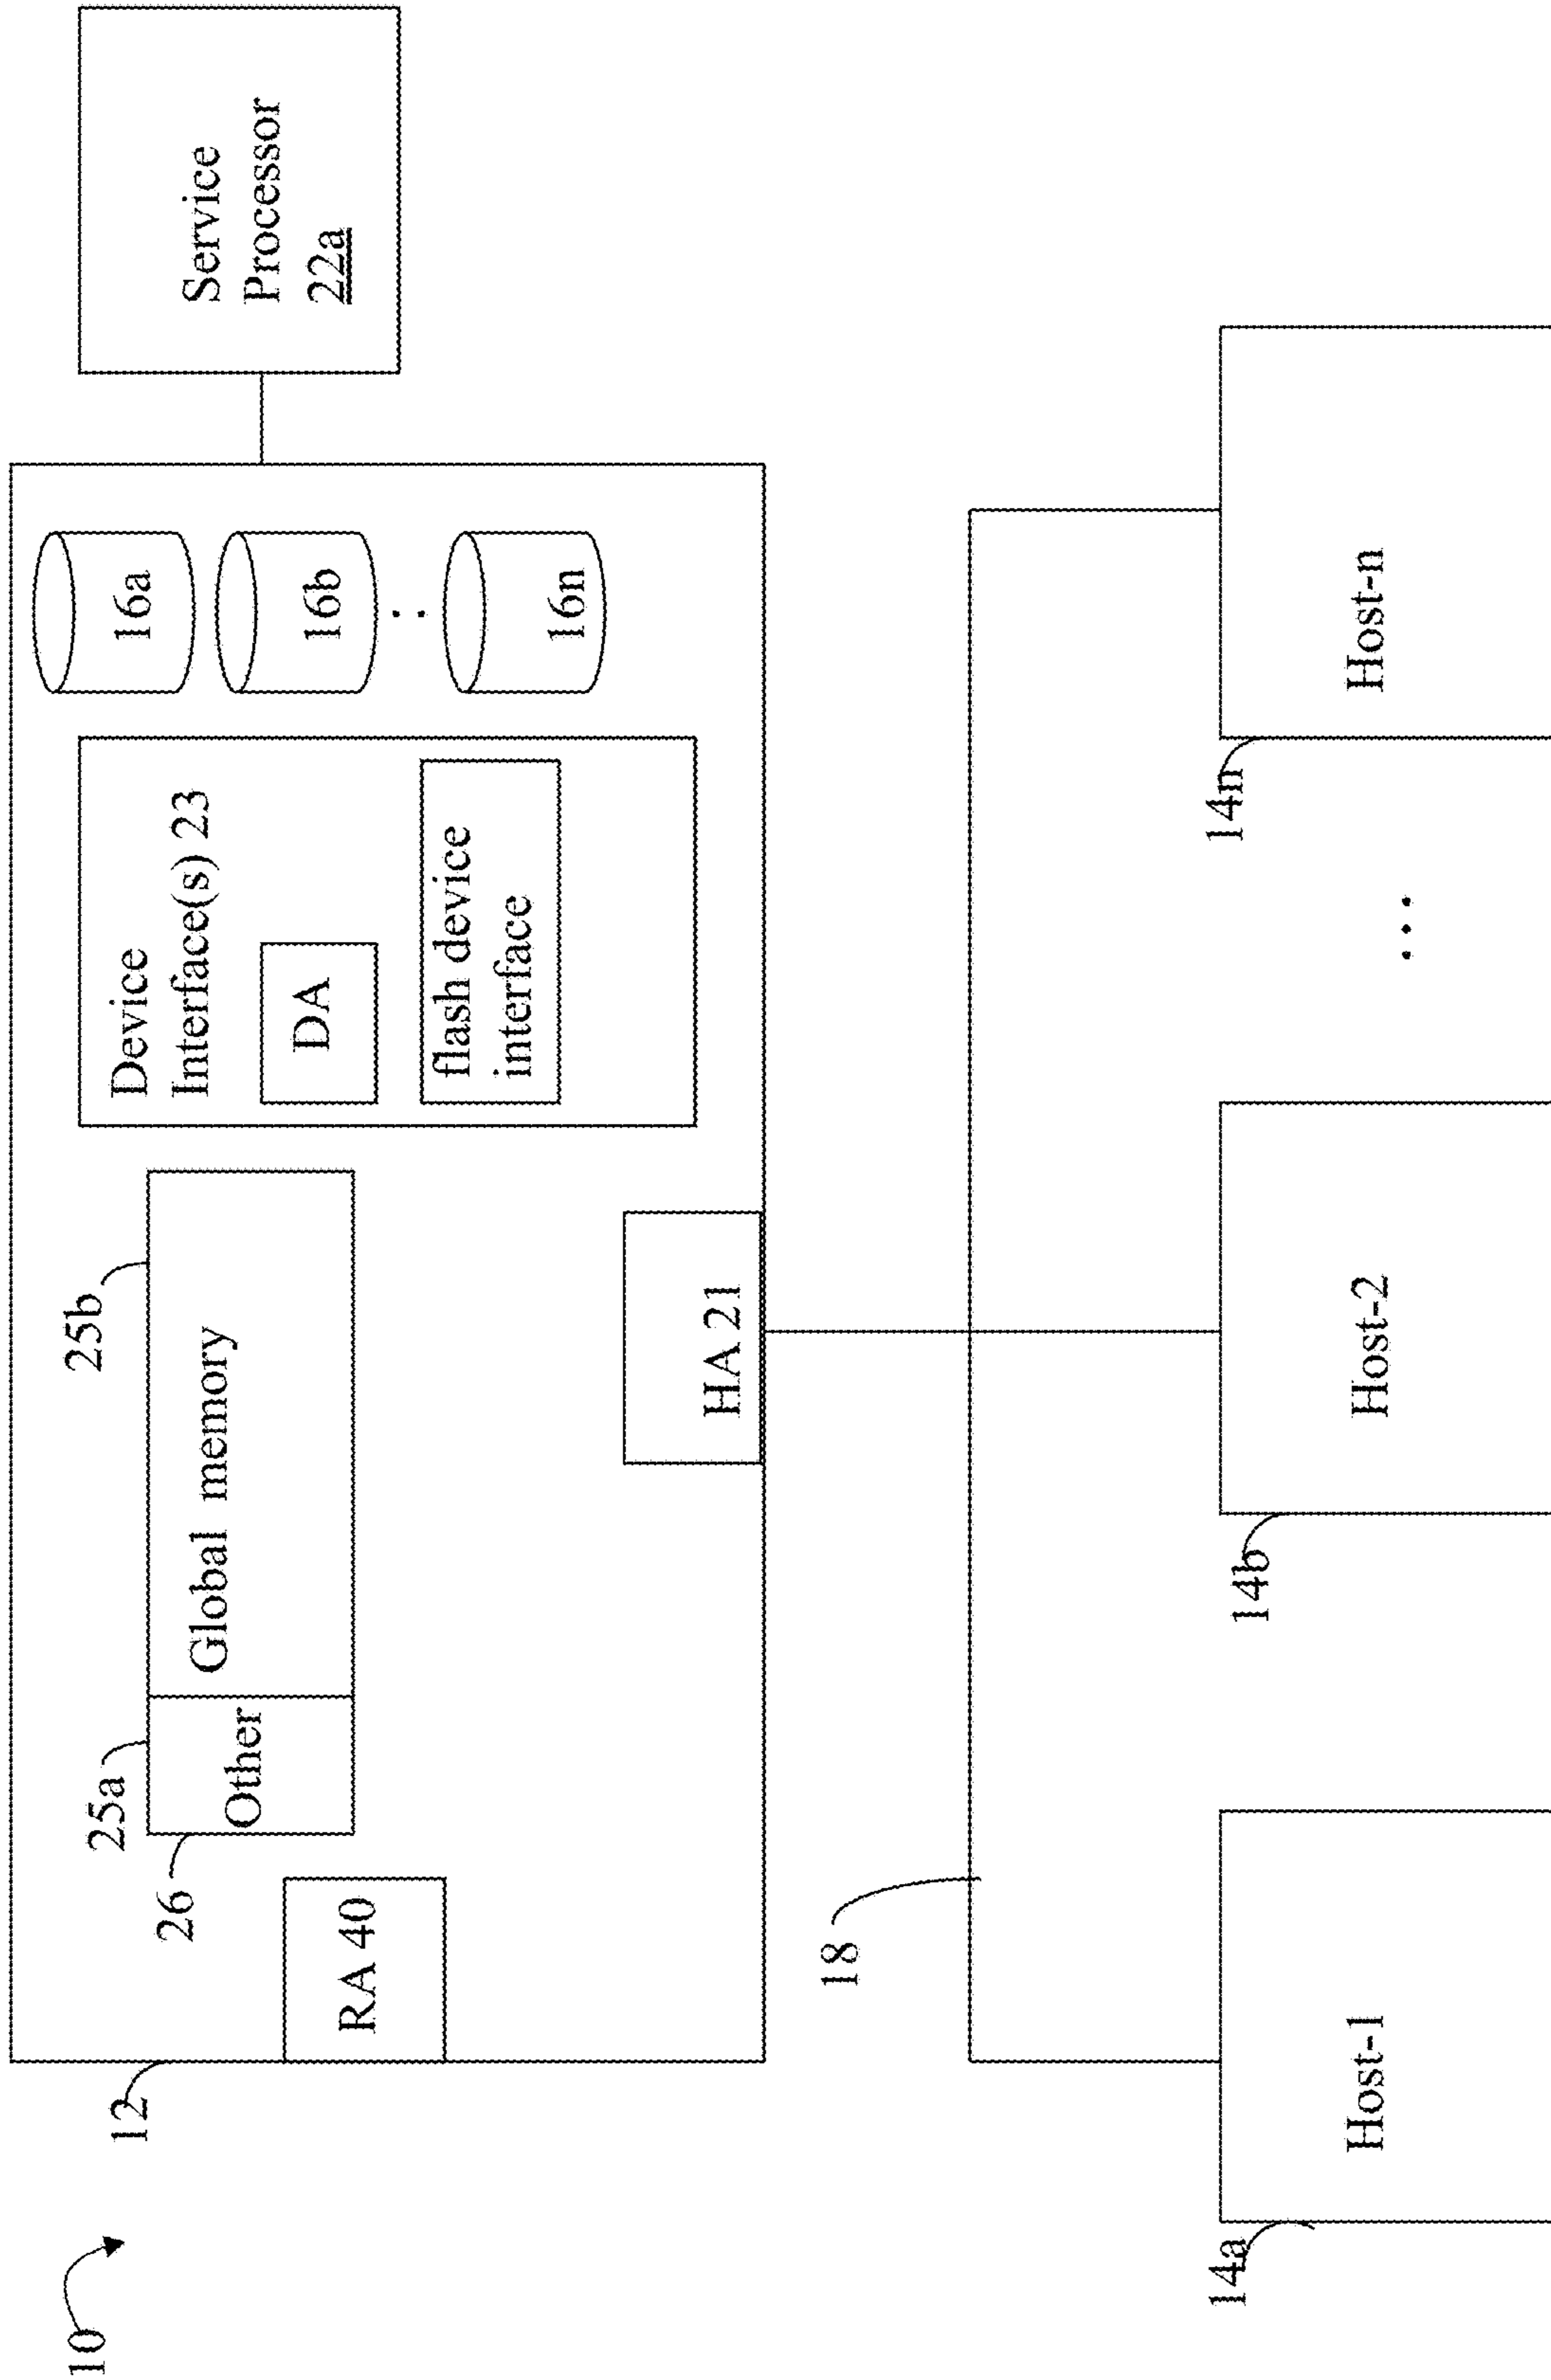 10
12
RA 40
26
25a
Other
25b
Global memory
HA 21
Device
Interface(s) 23
DA
flash device
interface
16a
16b
:
16n
Service
Processor
22a
18
14a
Host-1
14b
Host-2
...
14n
Host-n